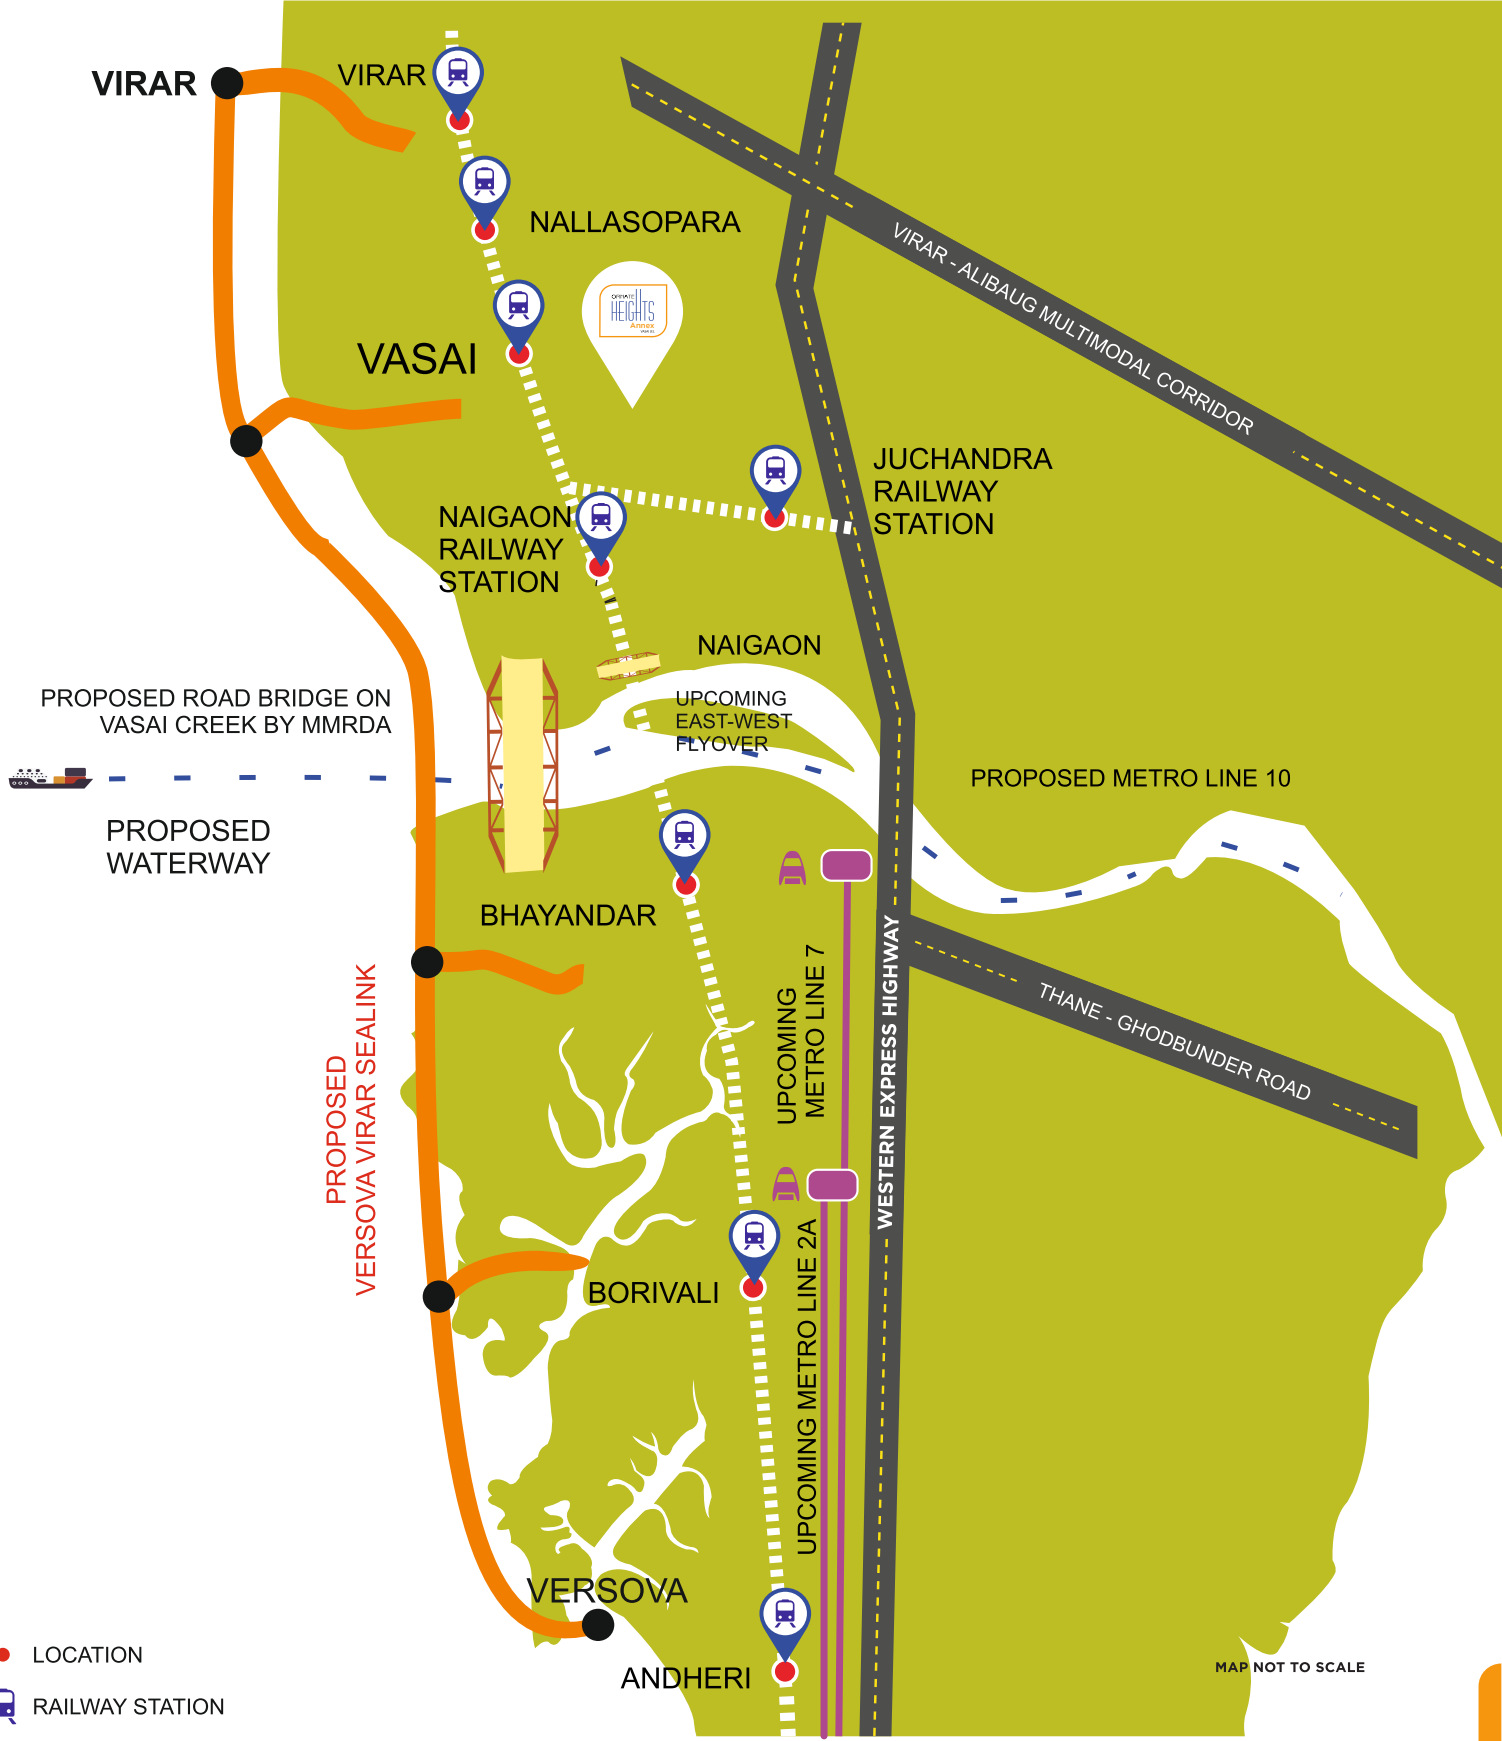 VIRAR
VIRAR
NALLASOPARA
ORNATE
HEIGHTS
Annex
VASAI
VIRAR - ALIBAUG MULTIMODAL CORRIDOR
JUCHANDRA
RAILWAY
STATION
NAIGAON
RAILWAY
STATION
NAIGAON
PROPOSED ROAD BRIDGE ON
VASAI CREEK BY MMRDA
UPCOMING
EAST-WEST
FLYOVER
PROPOSED METRO LINE 10
PROPOSED
WATERWAY
BHAYANDAR
UPCOMING
METRO LINE 7
WESTERN EXPRESS HIGHWAY
THANE - GHODBUNDER ROAD
PROPOSED
VERSOVA VIRAR SEALINK
BORIVALI
UPCOMING METRO LINE 2A
VERSOVA
ANDHERI
LOCATION
RAILWAY STATION
MAP NOT TO SCALE